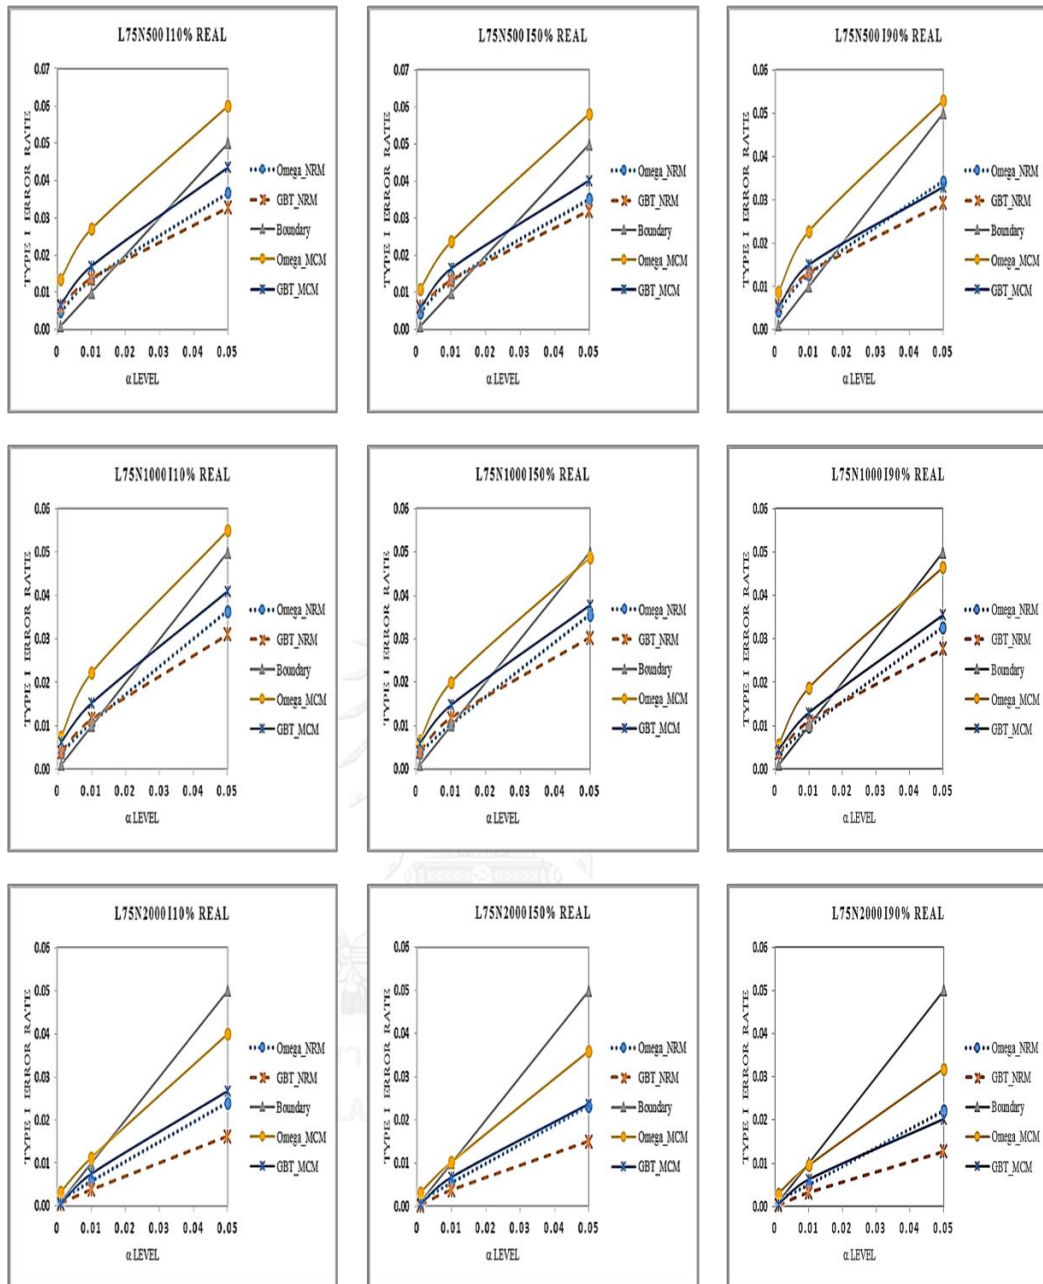 L75N500 I10% REAL
TYPE I ERROR RATE
0.07
0.06
0.05
0.04
0.03
0.02
0.01
0.00
0 0.01 0.02 0.03 0.04 0.05
α LEVEL
Omega_NRM
GBT_NRM
Boundary
Omega_MCM
GBT_MCM
L75N500 I50% REAL
TYPE I ERROR RATE
0.07
0.06
0.05
0.04
0.03
0.02
0.01
0.00
0 0.01 0.02 0.03 0.04 0.05
α LEVEL
Omega_NRM
GBT_NRM
Boundary
Omega_MCM
GBT_MCM
L75N500 I90% REAL
TYPE I ERROR RATE
0.06
0.05
0.04
0.03
0.02
0.01
0.00
0 0.01 0.02 0.03 0.04 0.05
α LEVEL
Omega_NRM
GBT_NRM
Boundary
Omega_MCM
GBT_MCM
L75N1000 I10% REAL
TYPE I ERROR RATE
0.06
0.05
0.04
0.03
0.02
0.01
0.00
0 0.01 0.02 0.03 0.04 0.05
α LEVEL
Omega_NRM
GBT_NRM
Boundary
Omega_MCM
GBT_MCM
L75N1000 I50% REAL
TYPE I ERROR RATE
0.06
0.05
0.04
0.03
0.02
0.01
0.00
0 0.01 0.02 0.03 0.04 0.05
α LEVEL
Omega_NRM
GBT_NRM
Boundary
Omega_MCM
GBT_MCM
L75N1000 I90% REAL
TYPE I ERROR RATE
0.06
0.05
0.04
0.03
0.02
0.01
0.00
0 0.01 0.02 0.03 0.04 0.05
α LEVEL
Omega_NRM
GBT_NRM
Boundary
Omega_MCM
GBT_MCM
L75N2000 I10% REAL
TYPE I ERROR RATE
0.06
0.05
0.04
0.03
0.02
0.01
0.00
0 0.01 0.02 0.03 0.04 0.05
α LEVEL
Omega_NRM
GBT_NRM
Boundary
Omega_MCM
GBT_MCM
L75N2000 I50% REAL
TYPE I ERROR RATE
0.06
0.05
0.04
0.03
0.02
0.01
0.00
0 0.01 0.02 0.03 0.04 0.05
α LEVEL
Omega_NRM
GBT_NRM
Boundary
Omega_MCM
GBT_MCM
L75N2000 I90% REAL
TYPE I ERROR RATE
0.06
0.05
0.04
0.03
0.02
0.01
0.00
0 0.01 0.02 0.03 0.04 0.05
α LEVEL
Omega_NRM
GBT_NRM
Boundary
Omega_MCM
GBT_MCM